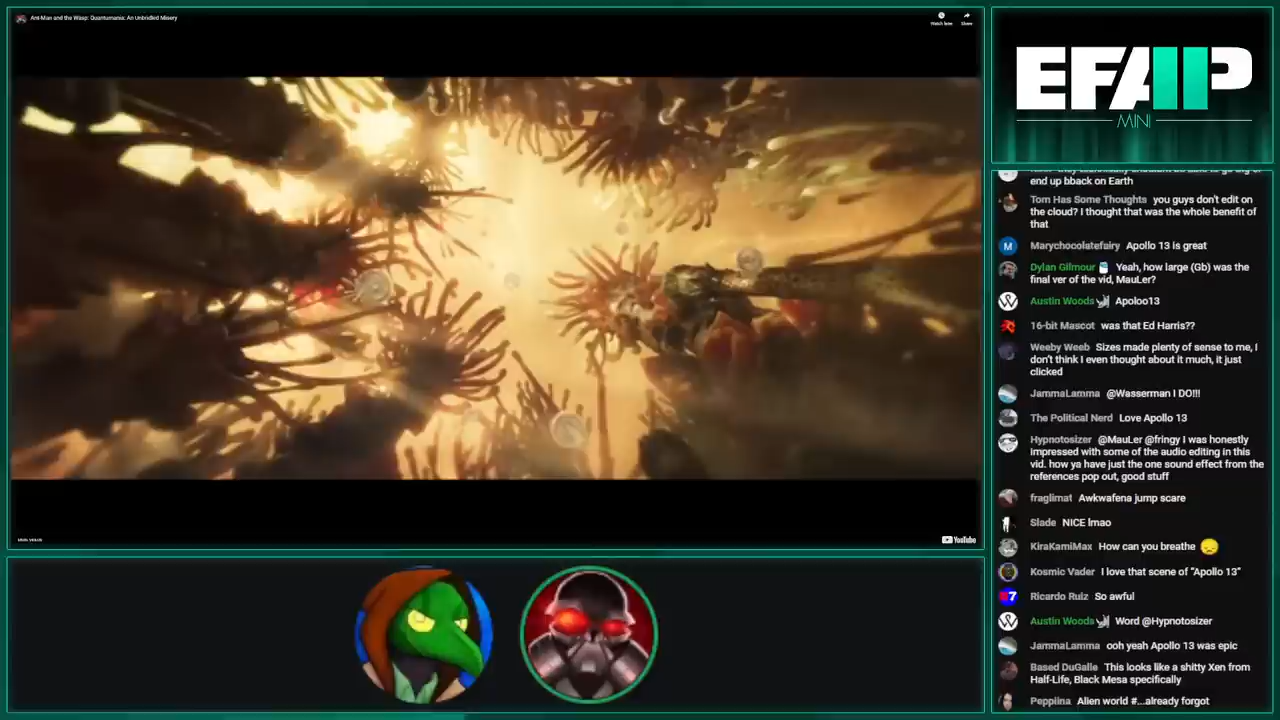 Ant-Man and the Wasp: Quantumania: An Unbridled Misery
Watch later
Share
YouTube
EFAP
MINI
end up bback on Earth
Tom Has Some Thoughts you guys don't edit on
the cloud? I thought that was the whole benefit of
that
M
Marychocolatefairy Apollo 13 is great
Dylan Gilmour Yeah, how large (Gb) was the
final ver of the vid, MauLer?
Austin Woods Apoloo13
16-bit Mascot was that Ed Harris??
Weeby Weeb Sizes made plenty of sense to me, I
don't think I even thought about it much, it just
clicked
JammaLamma @Wasserman I DO!!!
The Political Nerd Love Apollo 13
Hypnotosizer @MauLer @fringy I was honestly
impressed with some of the audio editing in this
vid. how ya have just the one sound effect from the
references pop out, good stuff
fraglimat Awkwafena jump scare
Slade NICE lmao
KiraKamiMax How can you breathe
Kosmic Vader I love that scene of "Apollo 13"
Ricardo Ruiz So awful
Austin Woods Word @Hypnotosizer
JammaLamma ooh yeah Apollo 13 was epic
Based DuGalle This looks like a shitty Xen from
Half-Life, Black Mesa specifically
Pepplina Alien world #...already forgot